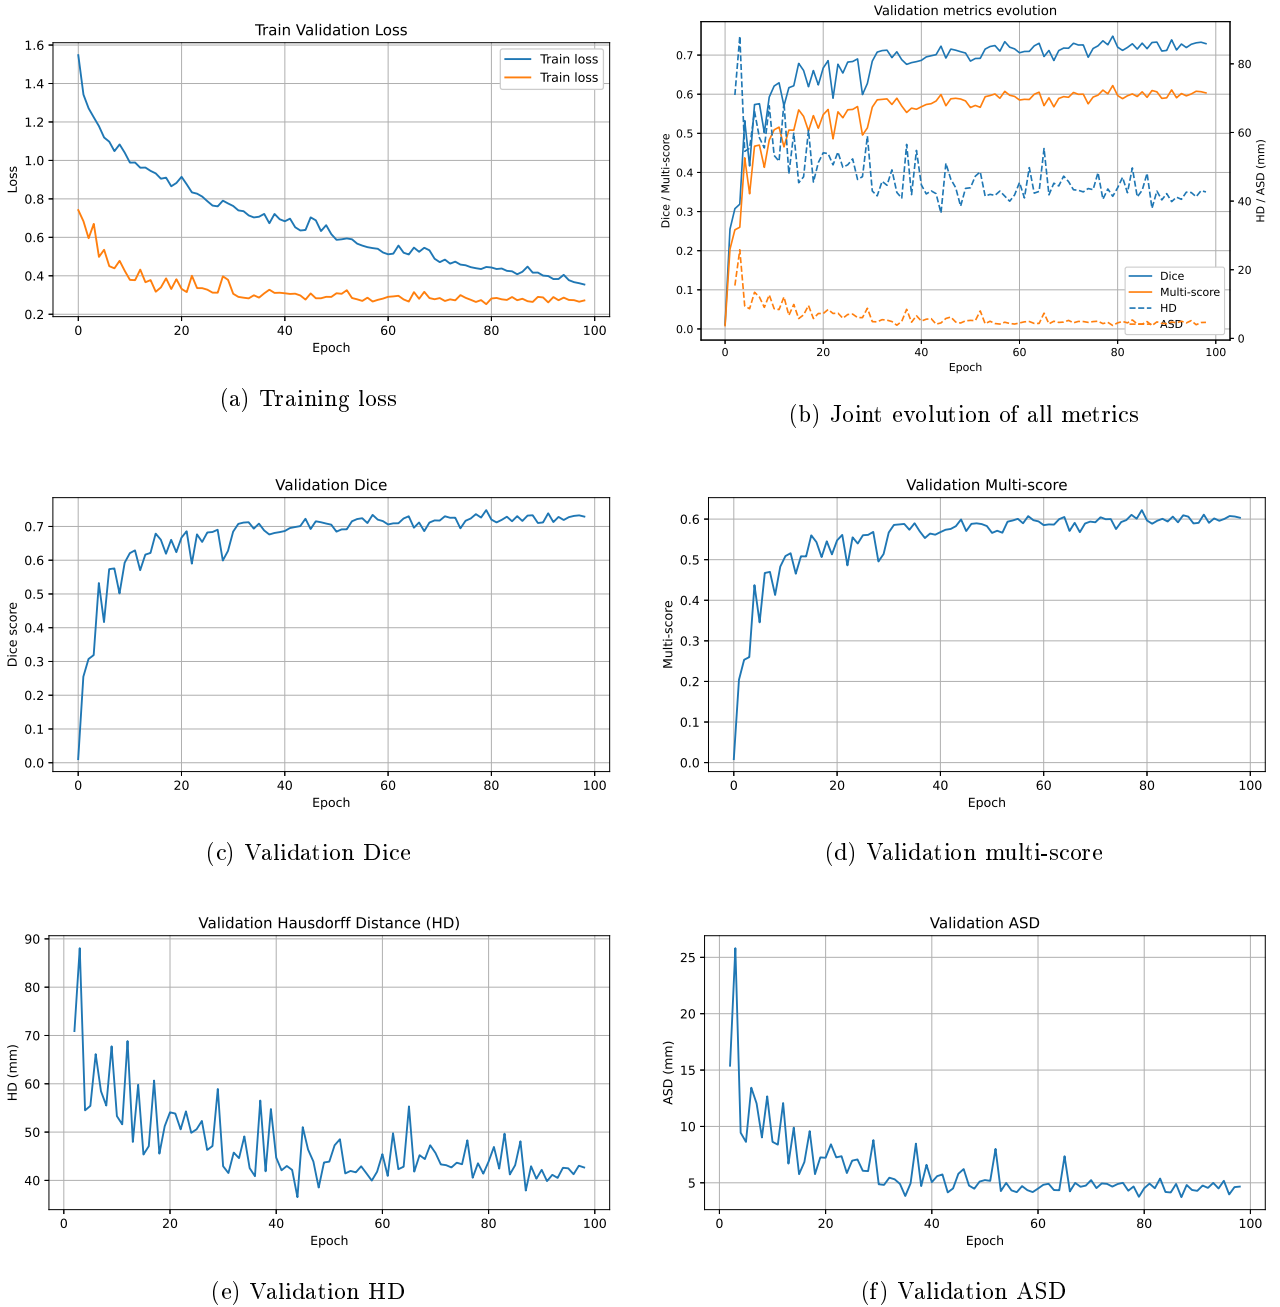 Train Validation Loss
1.6
1.4
1.2
1.0
0.8
0.6
0.4
0.2
Loss
0
20
40
60
80
100
Epoch
Train loss
Train loss
(a) Training loss
Validation metrics evolution
0.7
0.6
0.5
0.4
0.3
0.2
0.1
0.0
Dice / Multi-score
80
60
40
20
0
HD / ASD (mm)
0
20
40
60
80
100
Epoch
Dice
Multi-score
HD
ASD
(b) Joint evolution of all metrics
Validation Dice
0.7
0.6
0.5
0.4
0.3
0.2
0.1
0.0
Dice score
0
20
40
60
80
100
Epoch
(c) Validation Dice
Validation Multi-score
0.6
0.5
0.4
0.3
0.2
0.1
0.0
Multi-score
0
20
40
60
80
100
Epoch
(d) Validation multi-score
Validation Hausdorff Distance (HD)
90
80
70
60
50
40
HD (mm)
0
20
40
60
80
100
Epoch
(e) Validation HD
Validation ASD
25
20
15
10
5
ASD (mm)
0
20
40
60
80
100
Epoch
(f) Validation ASD